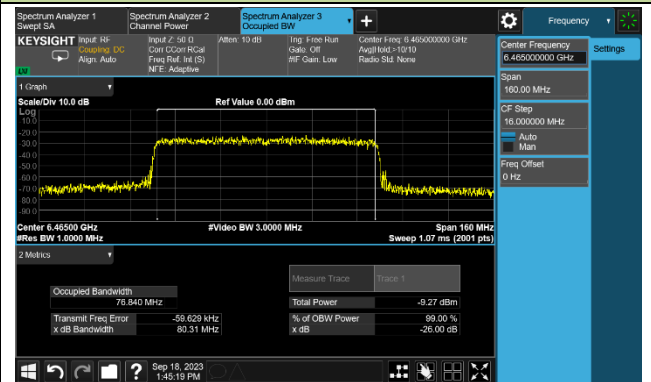 Spectrum Analyzer 1
Swept SA
Spectrum Analyzer 2
Channel Power
Spectrum Analyzer 3
Occupied BW
Frequency
KEYSIGHT
Input: RF
Coupling: DC
Align: Auto
Input Z: 50 Ω
Corr CCorr RCal
Freq Ref: Int (S)
NFE: Adaptive
Atten: 10 dB
Trig: Free Run
Gate: Off
#IF Gain: Low
Center Freq: 6.465000000 GHz
Avg|Hold:>10/10
Radio Std: None
LW
Center Frequency
6.465000000 GHz
Settings
Span
160.00 MHz
CF Step
16.000000 MHz
Auto
Man
Freq Offset
0 Hz
1 Graph
Scale/Div 10.0 dB
Ref Value 0.00 dBm
Log
-10.0
-20.0
-30.0
-40.0
-50.0
-60.0
-70.0
-80.0
-90.0
Center 6.46500 GHz
#Video BW 3.0000 MHz
Span 160 MHz
#Res BW 1.0000 MHz
Sweep 1.07 ms (2001 pts)
2 Metrics
Measure Trace
Trace 1
Occupied Bandwidth
76.840 MHz
Total Power
-9.27 dBm
Transmit Freq Error
-59.629 kHz
% of OBW Power
99.00 %
x dB Bandwidth
80.31 MHz
x dB
-26.00 dB
?
Sep 18, 2023
1:45:19 PM